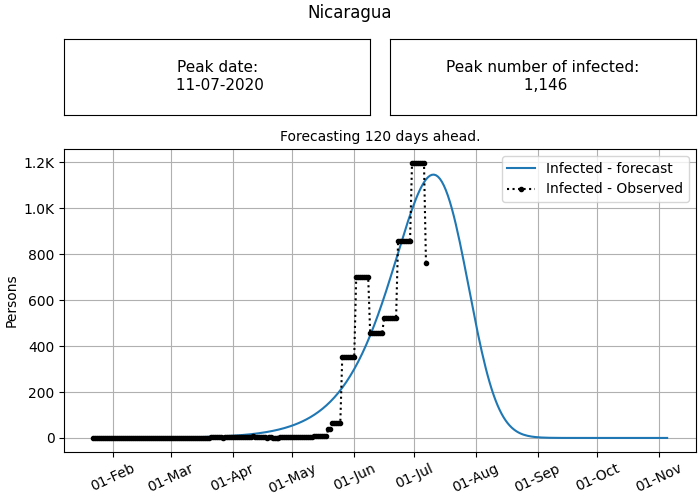 Nicaragua
Peak date:
11-07-2020
Peak number of infected:
1,146
Forecasting 120 days ahead.
Infected - forecast
Infected - Observed
Persons
1.2K
1.0K
800
600
400
200
0
01-Feb
01-Mar
01-Apr
01-May
01-Jun
01-Jul
01-Aug
01-Sep
01-Oct
01-Nov